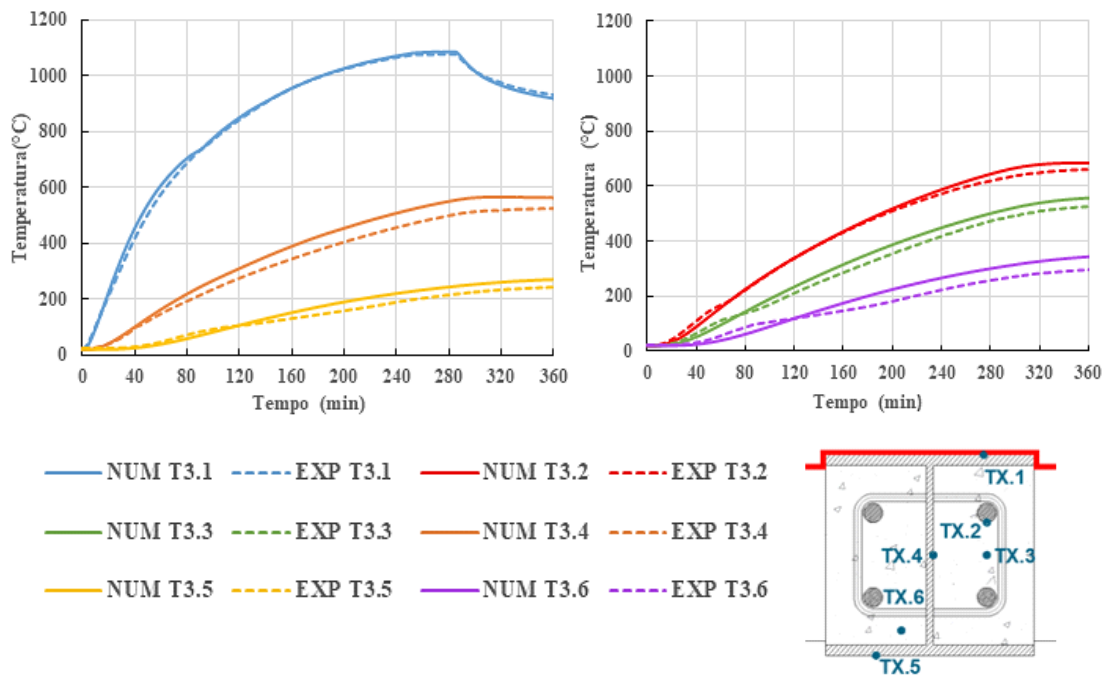 1200
1000
800
600
400
200
0
Temperatura(°C)
0 40 80 120 160 200 240 280 320 360
Tempo (min)
1200
1000
800
600
400
200
0
Temperatura (°C)
0 40 80 120 160 200 240 280 320 360
Tempo (min)
NUM T3.1 EXP T3.1 NUM T3.2 EXP T3.2
NUM T3.3 EXP T3.3 NUM T3.4 EXP T3.4
NUM T3.5 EXP T3.5 NUM T3.6 EXP T3.6
TX.1
TX.2
TX.4 TX.3
TX.6
TX.5